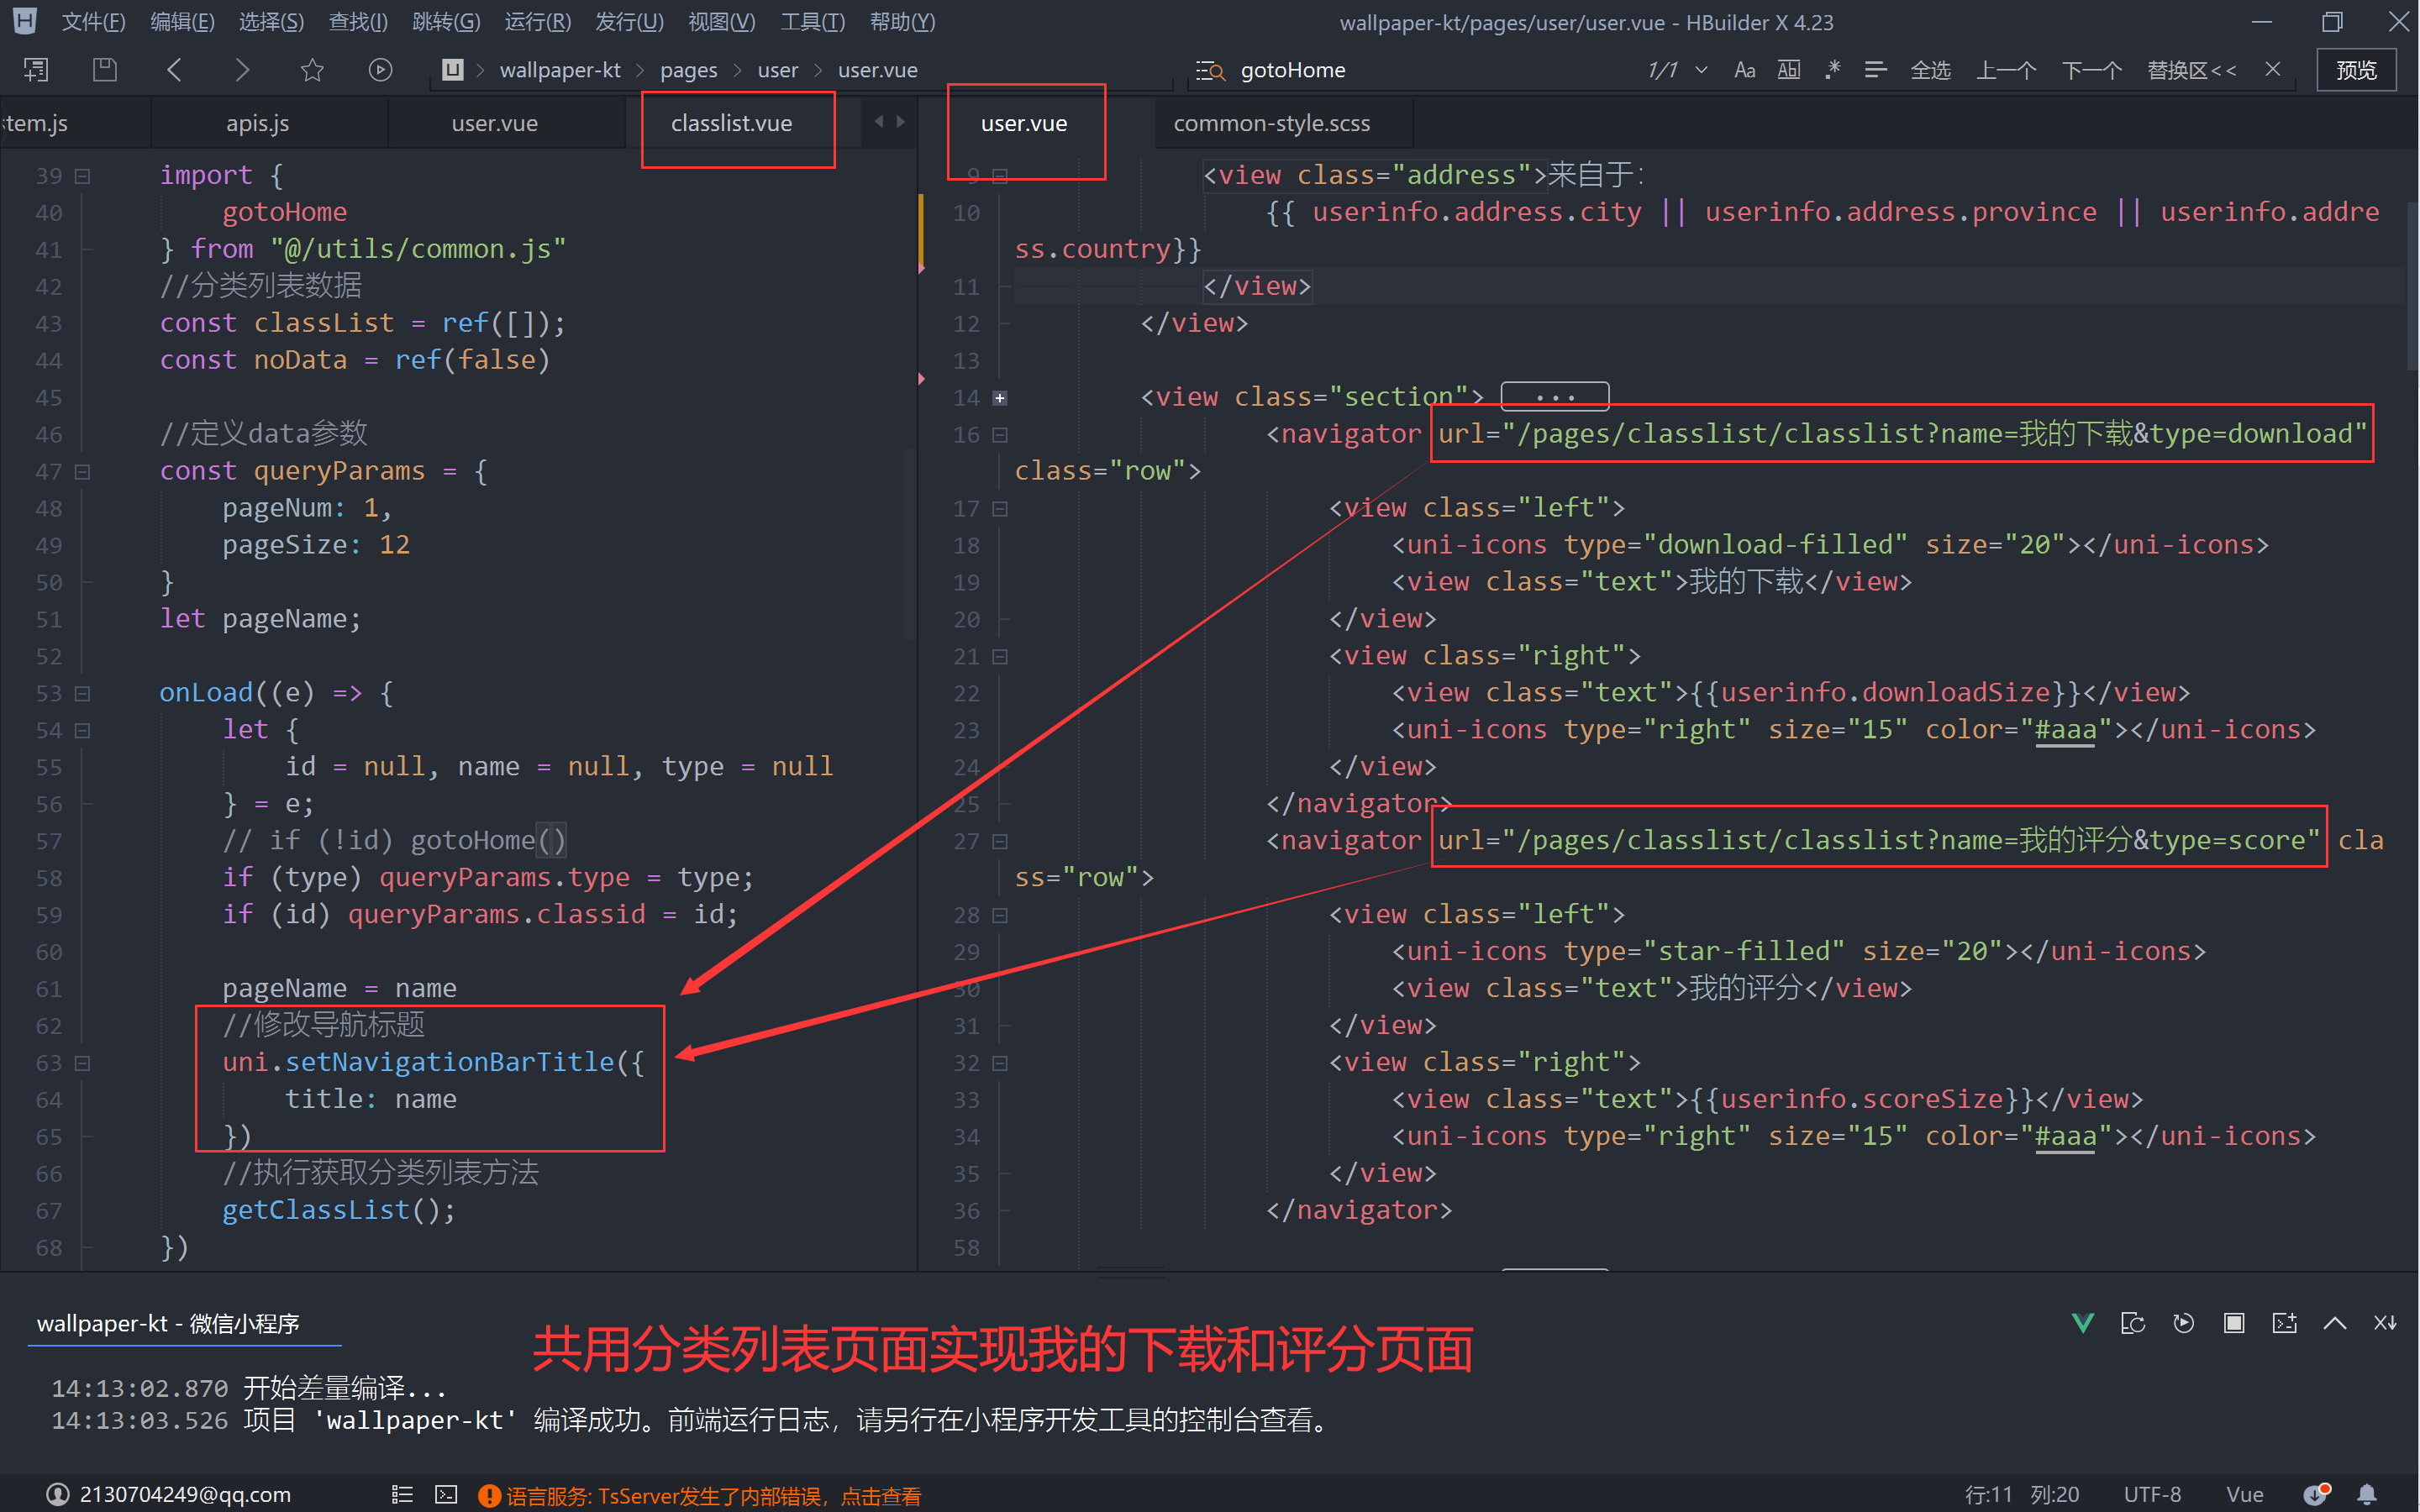 文件(F) 编辑(E) 选择(S) 查找(I) 跳转(G) 运行(R) 发行(U) 视图(V) 工具(T) 帮助(Y) wallpaper-kt/pages/user/user.vue - HBuilder X 4.23
wallpaper-kt pages user user.vue gotoHome 1/1 Aa 全选 上一个 下一个 替换区<< 预览
tem.js apis.js user.vue classlist.vue
39 import {
40 gotoHome
41 } from "@/utils/common.js"
42 //分类列表数据
43 const classList = ref([]);
44 const noData = ref(false)
45
46 //定义data参数
47 const queryParams = {
48 pageNum: 1,
49 pageSize: 12
50 }
51 let pageName;
52
53 onLoad((e) => {
54 let {
55 id = null, name = null, type = null
56 } = e;
57 // if (!id) gotoHome()
58 if (type) queryParams.type = type;
59 if (id) queryParams.classid = id;
60
61 pageName = name
62 //修改导航标题
63 uni.setNavigationBarTitle({
64 title: name
65 })
66 //执行获取分类列表方法
67 getClassList();
68 })
user.vue common-style.scss
9 <view class="address">来自于：
10 {{ userinfo.address.city || userinfo.address.province || userinfo.addre
ss.country}}
11 </view>
12 </view>
13
14 <view class="section"> ...
16 <navigator url="/pages/classlist/classlist?name=我的下载&type=download"
class="row">
17 <view class="left">
18 <uni-icons type="download-filled" size="20"></uni-icons>
19 <view class="text">我的下载</view>
20 </view>
21 <view class="right">
22 <view class="text">{{userinfo.downloadSize}}</view>
23 <uni-icons type="right" size="15" color="#aaa"></uni-icons>
24 </view>
25 </navigator>
27 <navigator url="/pages/classlist/classlist?name=我的评分&type=score" cla
ss="row">
28 <view class="left">
29 <uni-icons type="star-filled" size="20"></uni-icons>
30 <view class="text">我的评分</view>
31 </view>
32 <view class="right">
33 <view class="text">{{userinfo.scoreSize}}</view>
34 <uni-icons type="right" size="15" color="#aaa"></uni-icons>
35 </view>
36 </navigator>
58
wallpaper-kt - 微信小程序
共用分类列表页面实现我的下载和评分页面
14:13:02.870 开始差量编译...
14:13:03.526 项目 'wallpaper-kt' 编译成功。前端运行日志，请另行在小程序开发工具的控制台查看。
2130704249@qq.com 语言服务: TsServer发生了内部错误，点击查看 行:11 列:20 UTF-8 Vue